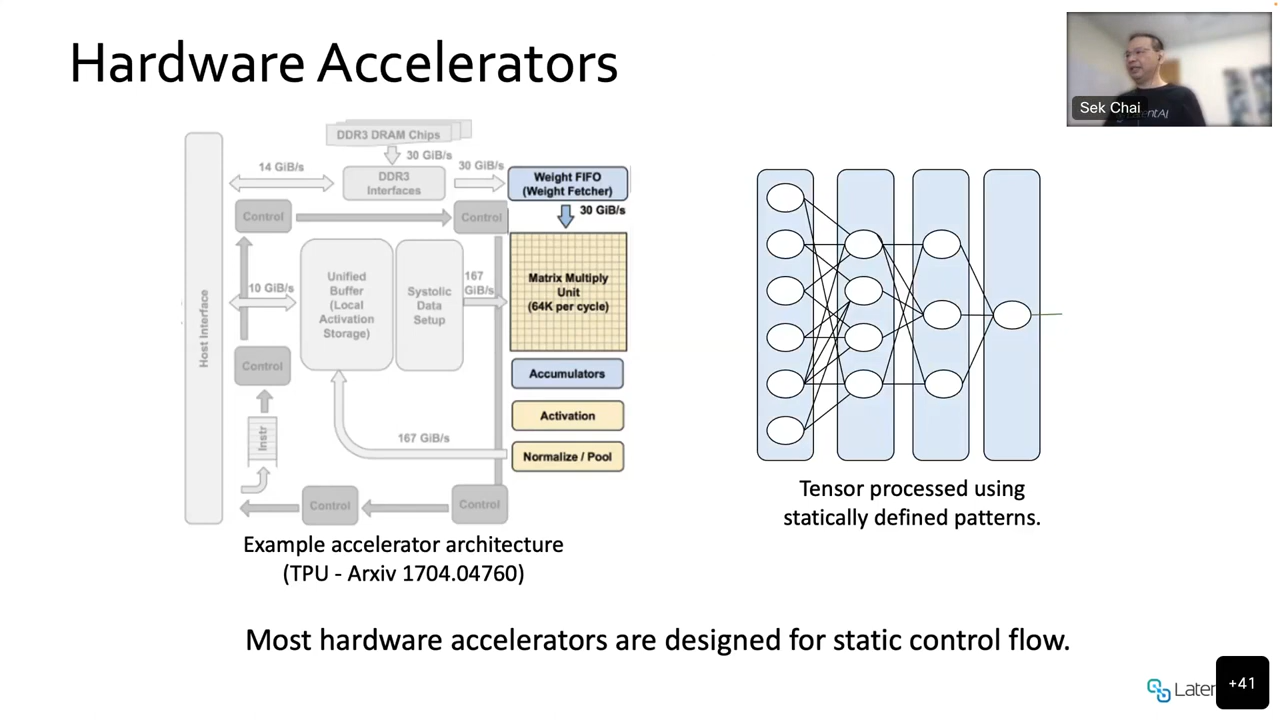 Hardware Accelerators
Sek Chai
LatentAI
DDR3 DRAM Chips
30 GiB/s
14 GiB/s
30 GiB/s
DDR3
Interfaces
Weight FIFO
(Weight Fetcher)
30 GiB/s
Control
Control
Unified
Buffer
(Local
Activation
Storage)
Systolic
Data
Setup
167
GiB/s
Matrix Multiply
Unit
(64K per cycle)
10 GiB/s
Host Interface
Control
Accumulators
Activation
Instr
167 GiB/s
Normalize / Pool
Control
Control
Example accelerator architecture
(TPU - Arxiv 1704.04760)
Tensor processed using
statically defined patterns.
Most hardware accelerators are designed for static control flow.
Later
+41